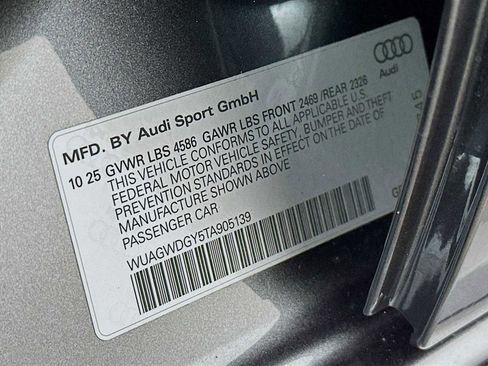 Audi
MFD. BY Audi Sport GmbH
10 25 GVWR LBS 4586 GAWR LBS FRONT 2469 /REAR 2326
THIS VEHICLE CONFORMS TO ALL APPLICABLE U.S.
FEDERAL MOTOR VEHICLE SAFETY, BUMPER AND THEFT
PREVENTION STANDARDS IN EFFECT ON THE DATE OF
MANUFACTURE SHOWN ABOVE
PASSENGER CAR
WUAGWDGY5TA905139